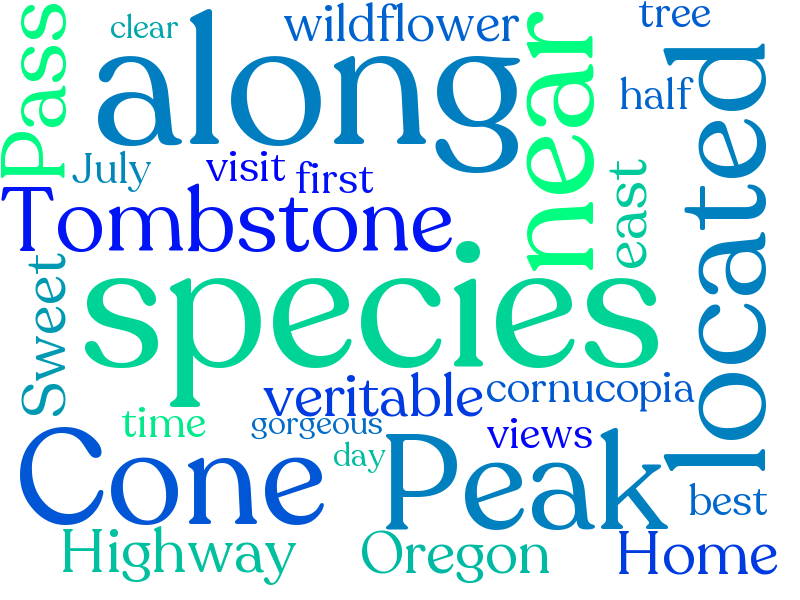 tree
wildflower
clear
Pass
along
near
half
located
July
visit
first
east
Tombstone
Sweet
species
veritable
cornucopia
time
gorgeous
views
day
Cone
Peak
best
Highway
Oregon
Home